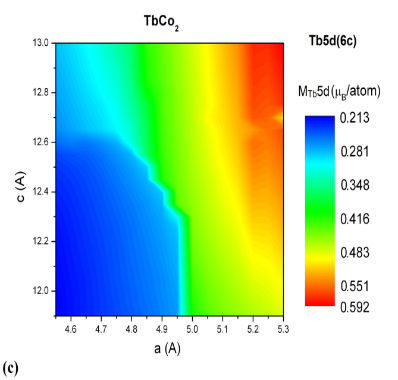 TbCo2
Tb5d(6c)
MTb5d(μB/atom)
13.0
12.8
12.6
12.4
12.2
12.0
c (A)
4.6 4.7 4.8 4.9 5.0 5.1 5.2 5.3
a (A)
0.213
0.281
0.348
0.416
0.483
0.551
0.592
(c)